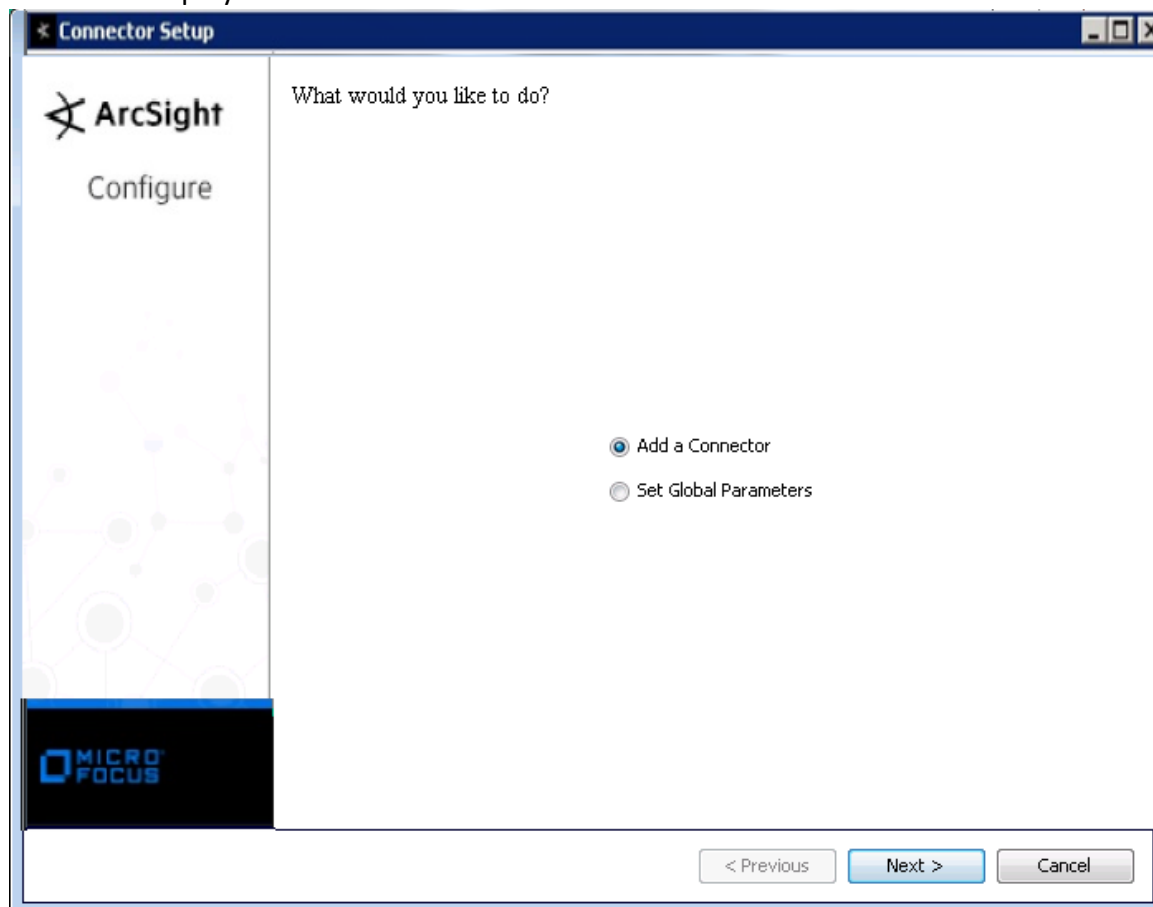 Connector Setup
ArcSight
Configure
What would you like to do?
Add a Connector
Set Global Parameters
MICRO
FOCUS
< Previous
Next >
Cancel